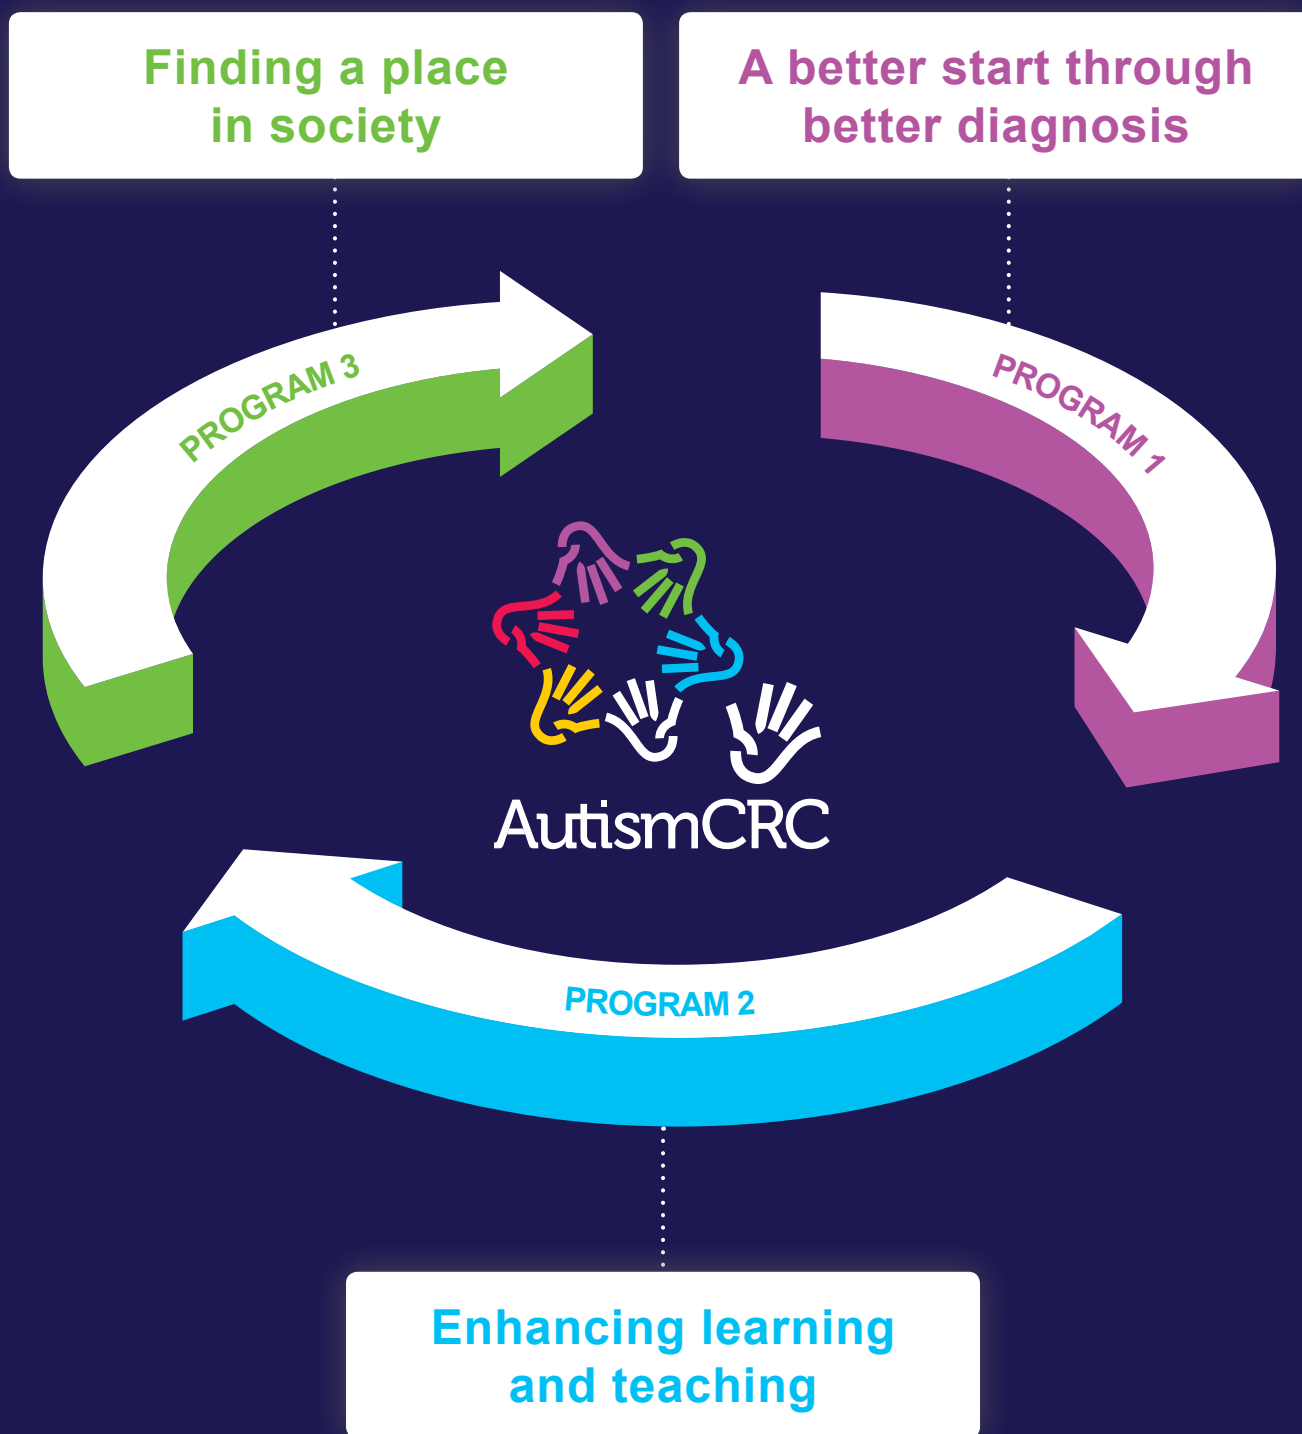 Finding a place
in society
A better start through
better diagnosis
PROGRAM 3
PROGRAM 1
AutismCRC
PROGRAM 2
Enhancing learning
and teaching